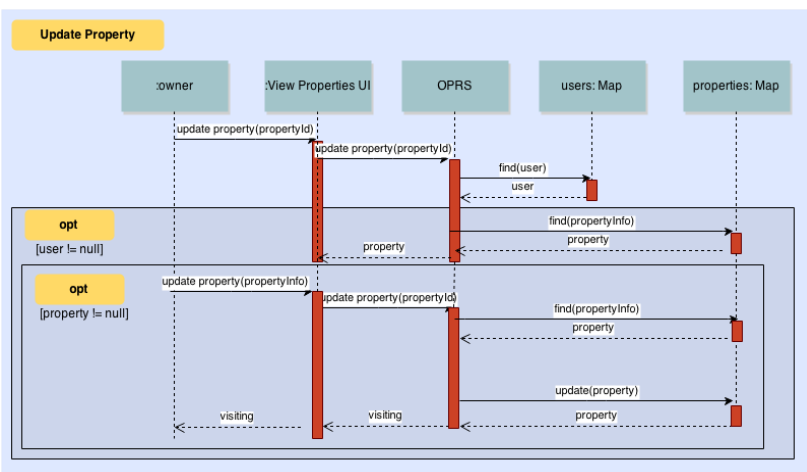 Update Property
:owner
:View Properties UI
OPRS
users: Map
properties: Map
update property(propertyId)
update property(propertyId)
find(user)
user
opt
[user != null]
find(propertyInfo)
property
property
opt
[property != null]
update property(propertyInfo)
update property(propertyId)
find(propertyInfo)
property
update(property)
visiting
visiting
property